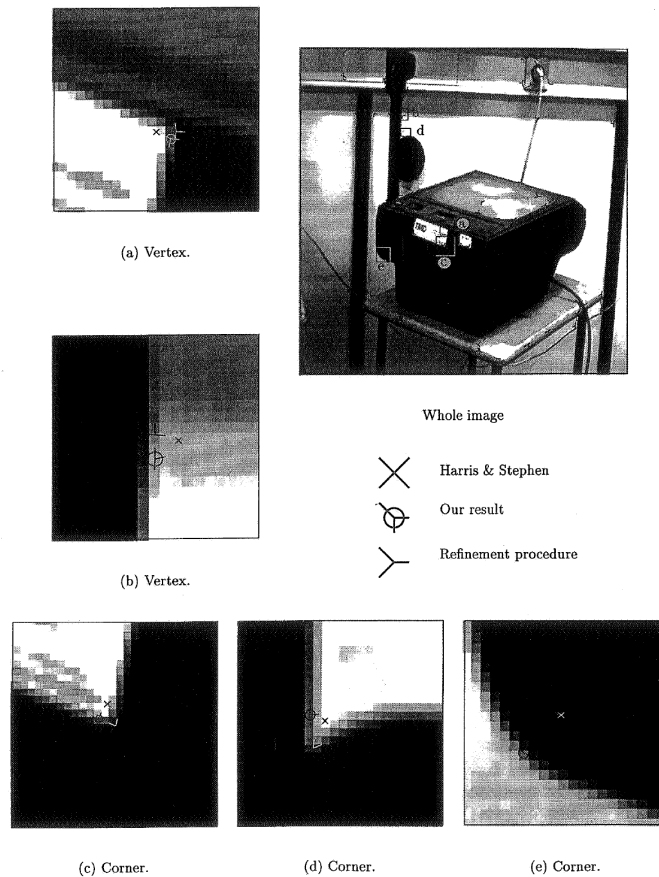 (a) Vertex.
d
a
c
e
Whole image
Harris & Stephen
Our result
Refinement procedure
(b) Vertex.
(c) Corner.
(d) Corner.
(e) Corner.